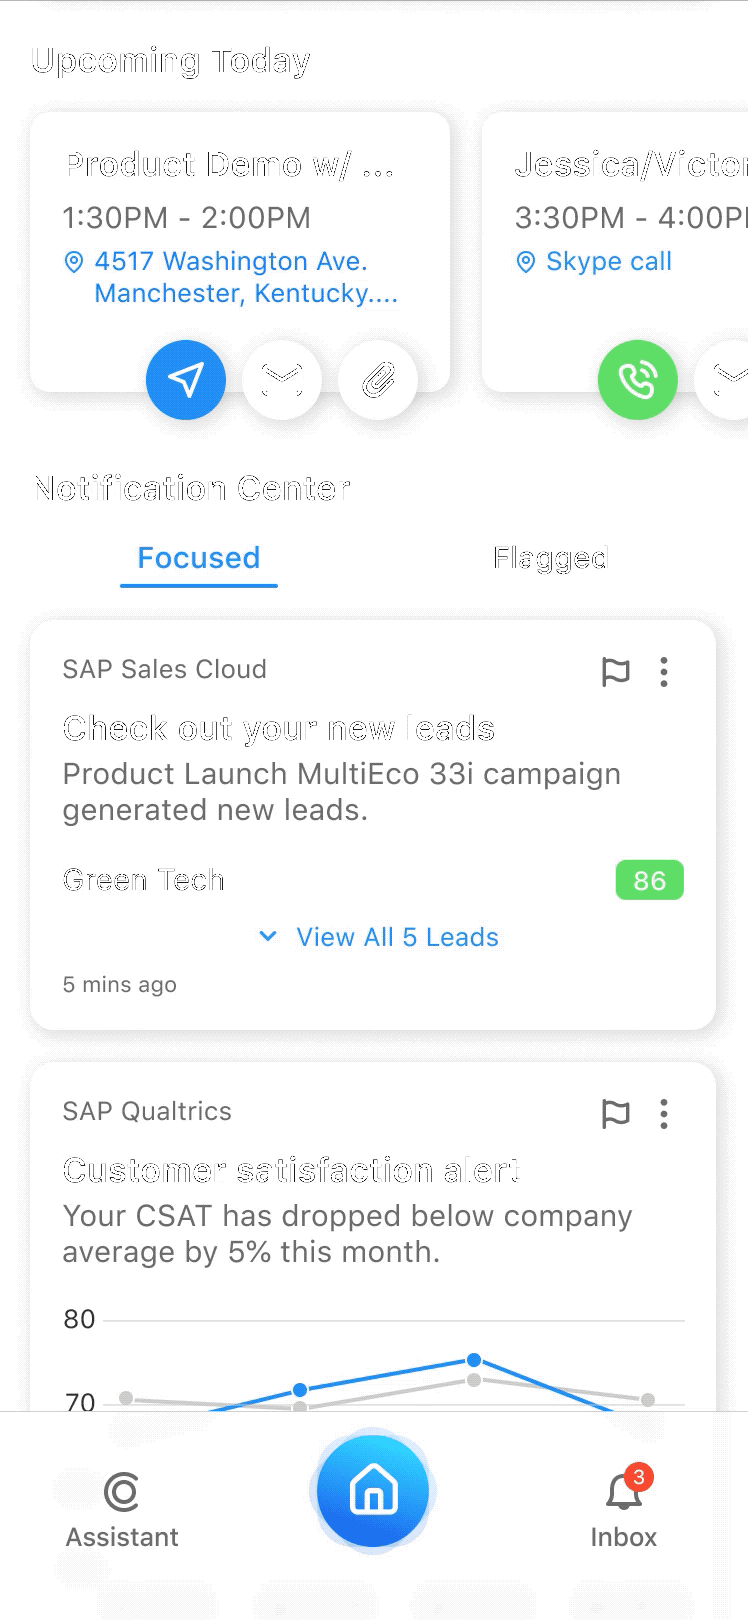 Upcoming Today
Product Demo w/ ...
1:30PM - 2:00PM
4517 Washington Ave.
Manchester, Kentucky....
Jessica/Victor
3:30PM - 4:00P
Skype call
Notification Center
Focused
Flagged
SAP Sales Cloud
Check out your new leads
Product Launch MultiEco 33i campaign
generated new leads.
Green Tech
86
View All 5 Leads
5 mins ago
SAP Qualtrics
Customer satisfaction alert
Your CSAT has dropped below company
average by 5% this month.
80
70
Assistant
3
Inbox